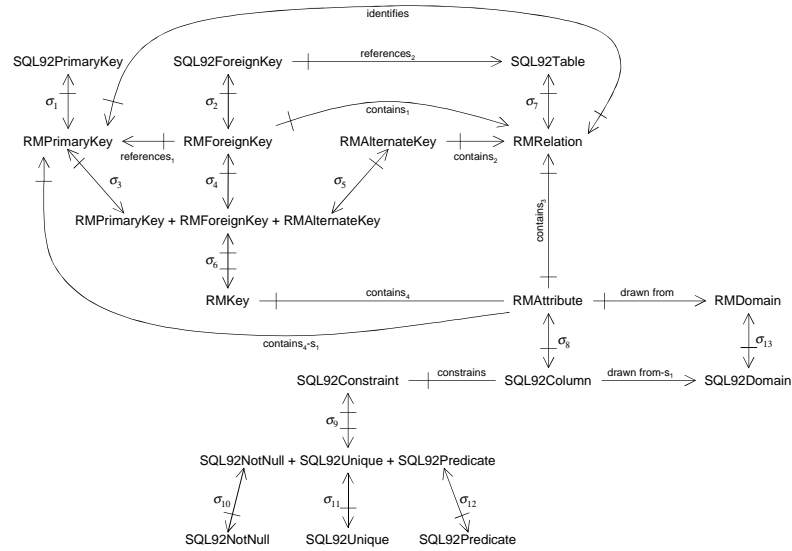 identifies
SQL92PrimaryKey SQL92ForeignKey references₂ SQL92Table
σ₁ σ₂ σ₇
contains₁
RMPrimaryKey RMForeignKey RMAlternateKey RMRelation
references₁ contains₂
σ₃ σ₄ σ₅
RMPrimaryKey + RMForeignKey + RMAlternateKey
contains₃
σ₆
RMKey contains₄ RMAttribute drawn from RMDomain
contains₄-s₁
σ₈ σ₁₃
SQL92Constraint constrains SQL92Column drawn from-s₁ SQL92Domain
σ₉
SQL92NotNull + SQL92Unique + SQL92Predicate
σ₁₀ σ₁₁ σ₁₂
SQL92NotNull SQL92Unique SQL92Predicate